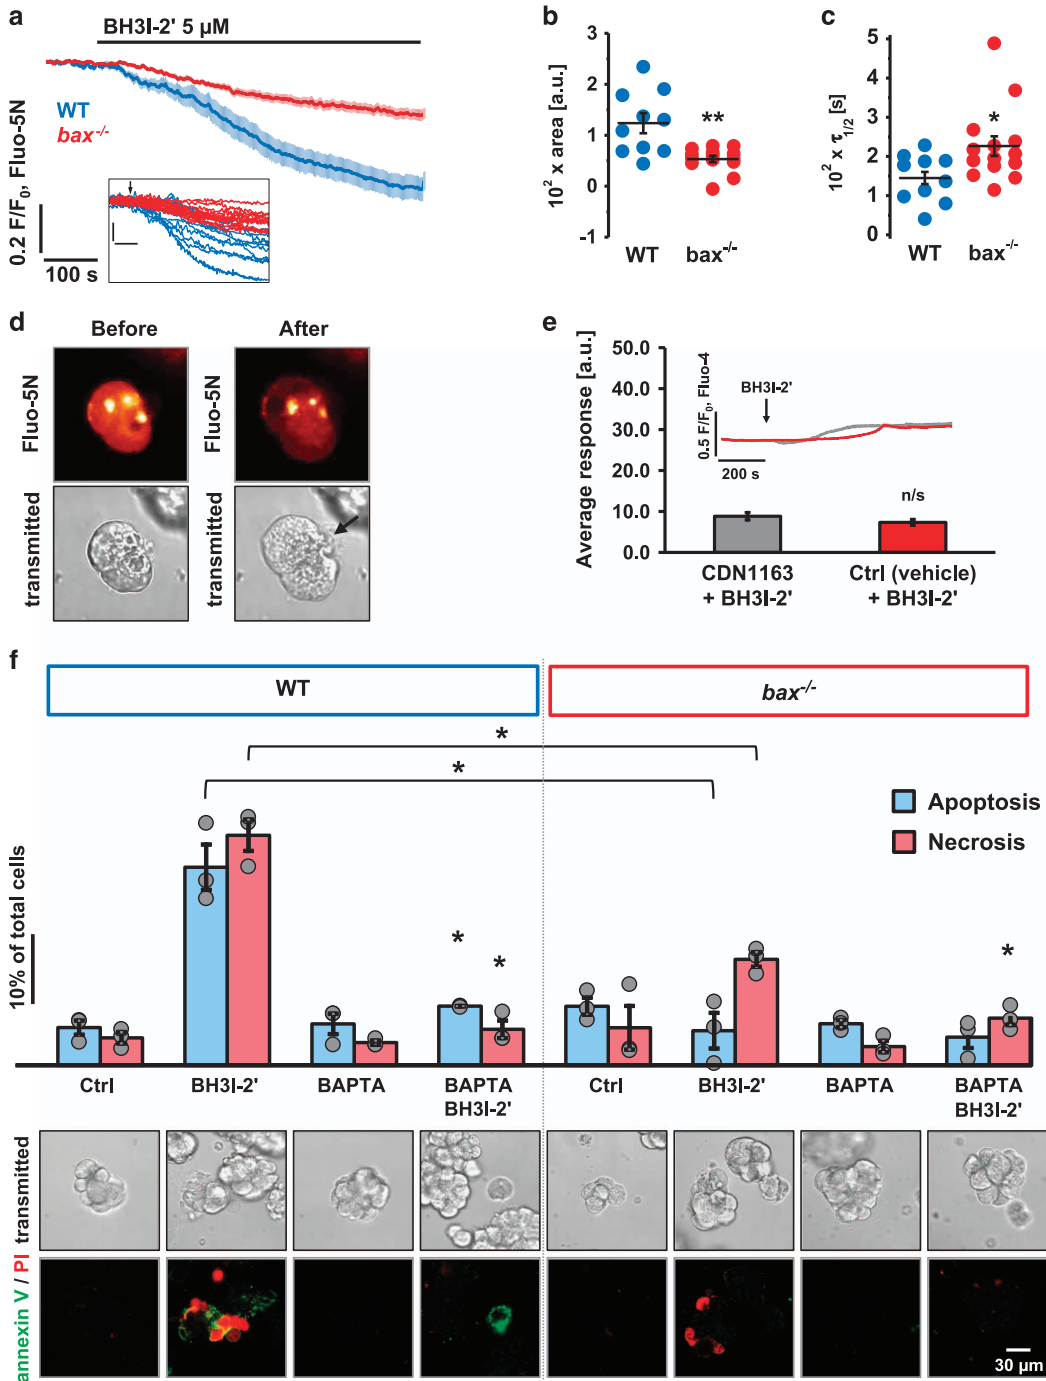 a
BH3I-2' 5 µM
WT
bax-/-
0.2 F/F0, Fluo-5N
100 s
b
10² x area [a.u.]
3
2
1
0
-1
**
WT
bax-/-
c
10² x τ1/2 [s]
5
4
3
2
1
0
*
WT
bax-/-
d
Before
After
Fluo-5N
Fluo-5N
transmitted
transmitted
e
Average response [a.u.]
50.0
40.0
30.0
20.0
10.0
0.0
0.5 F/F0, Fluo-4
BH3I-2'
200 s
n/s
CDN1163
+ BH3I-2'
Ctrl (vehicle)
+ BH3I-2'
f
WT
bax-/-
*
*
Apoptosis
Necrosis
10% of total cells
*
*
*
Ctrl
BH3I-2'
BAPTA
BAPTA
BH3I-2'
Ctrl
BH3I-2'
BAPTA
BAPTA
BH3I-2'
transmitted
annexin V / PI
30 µm